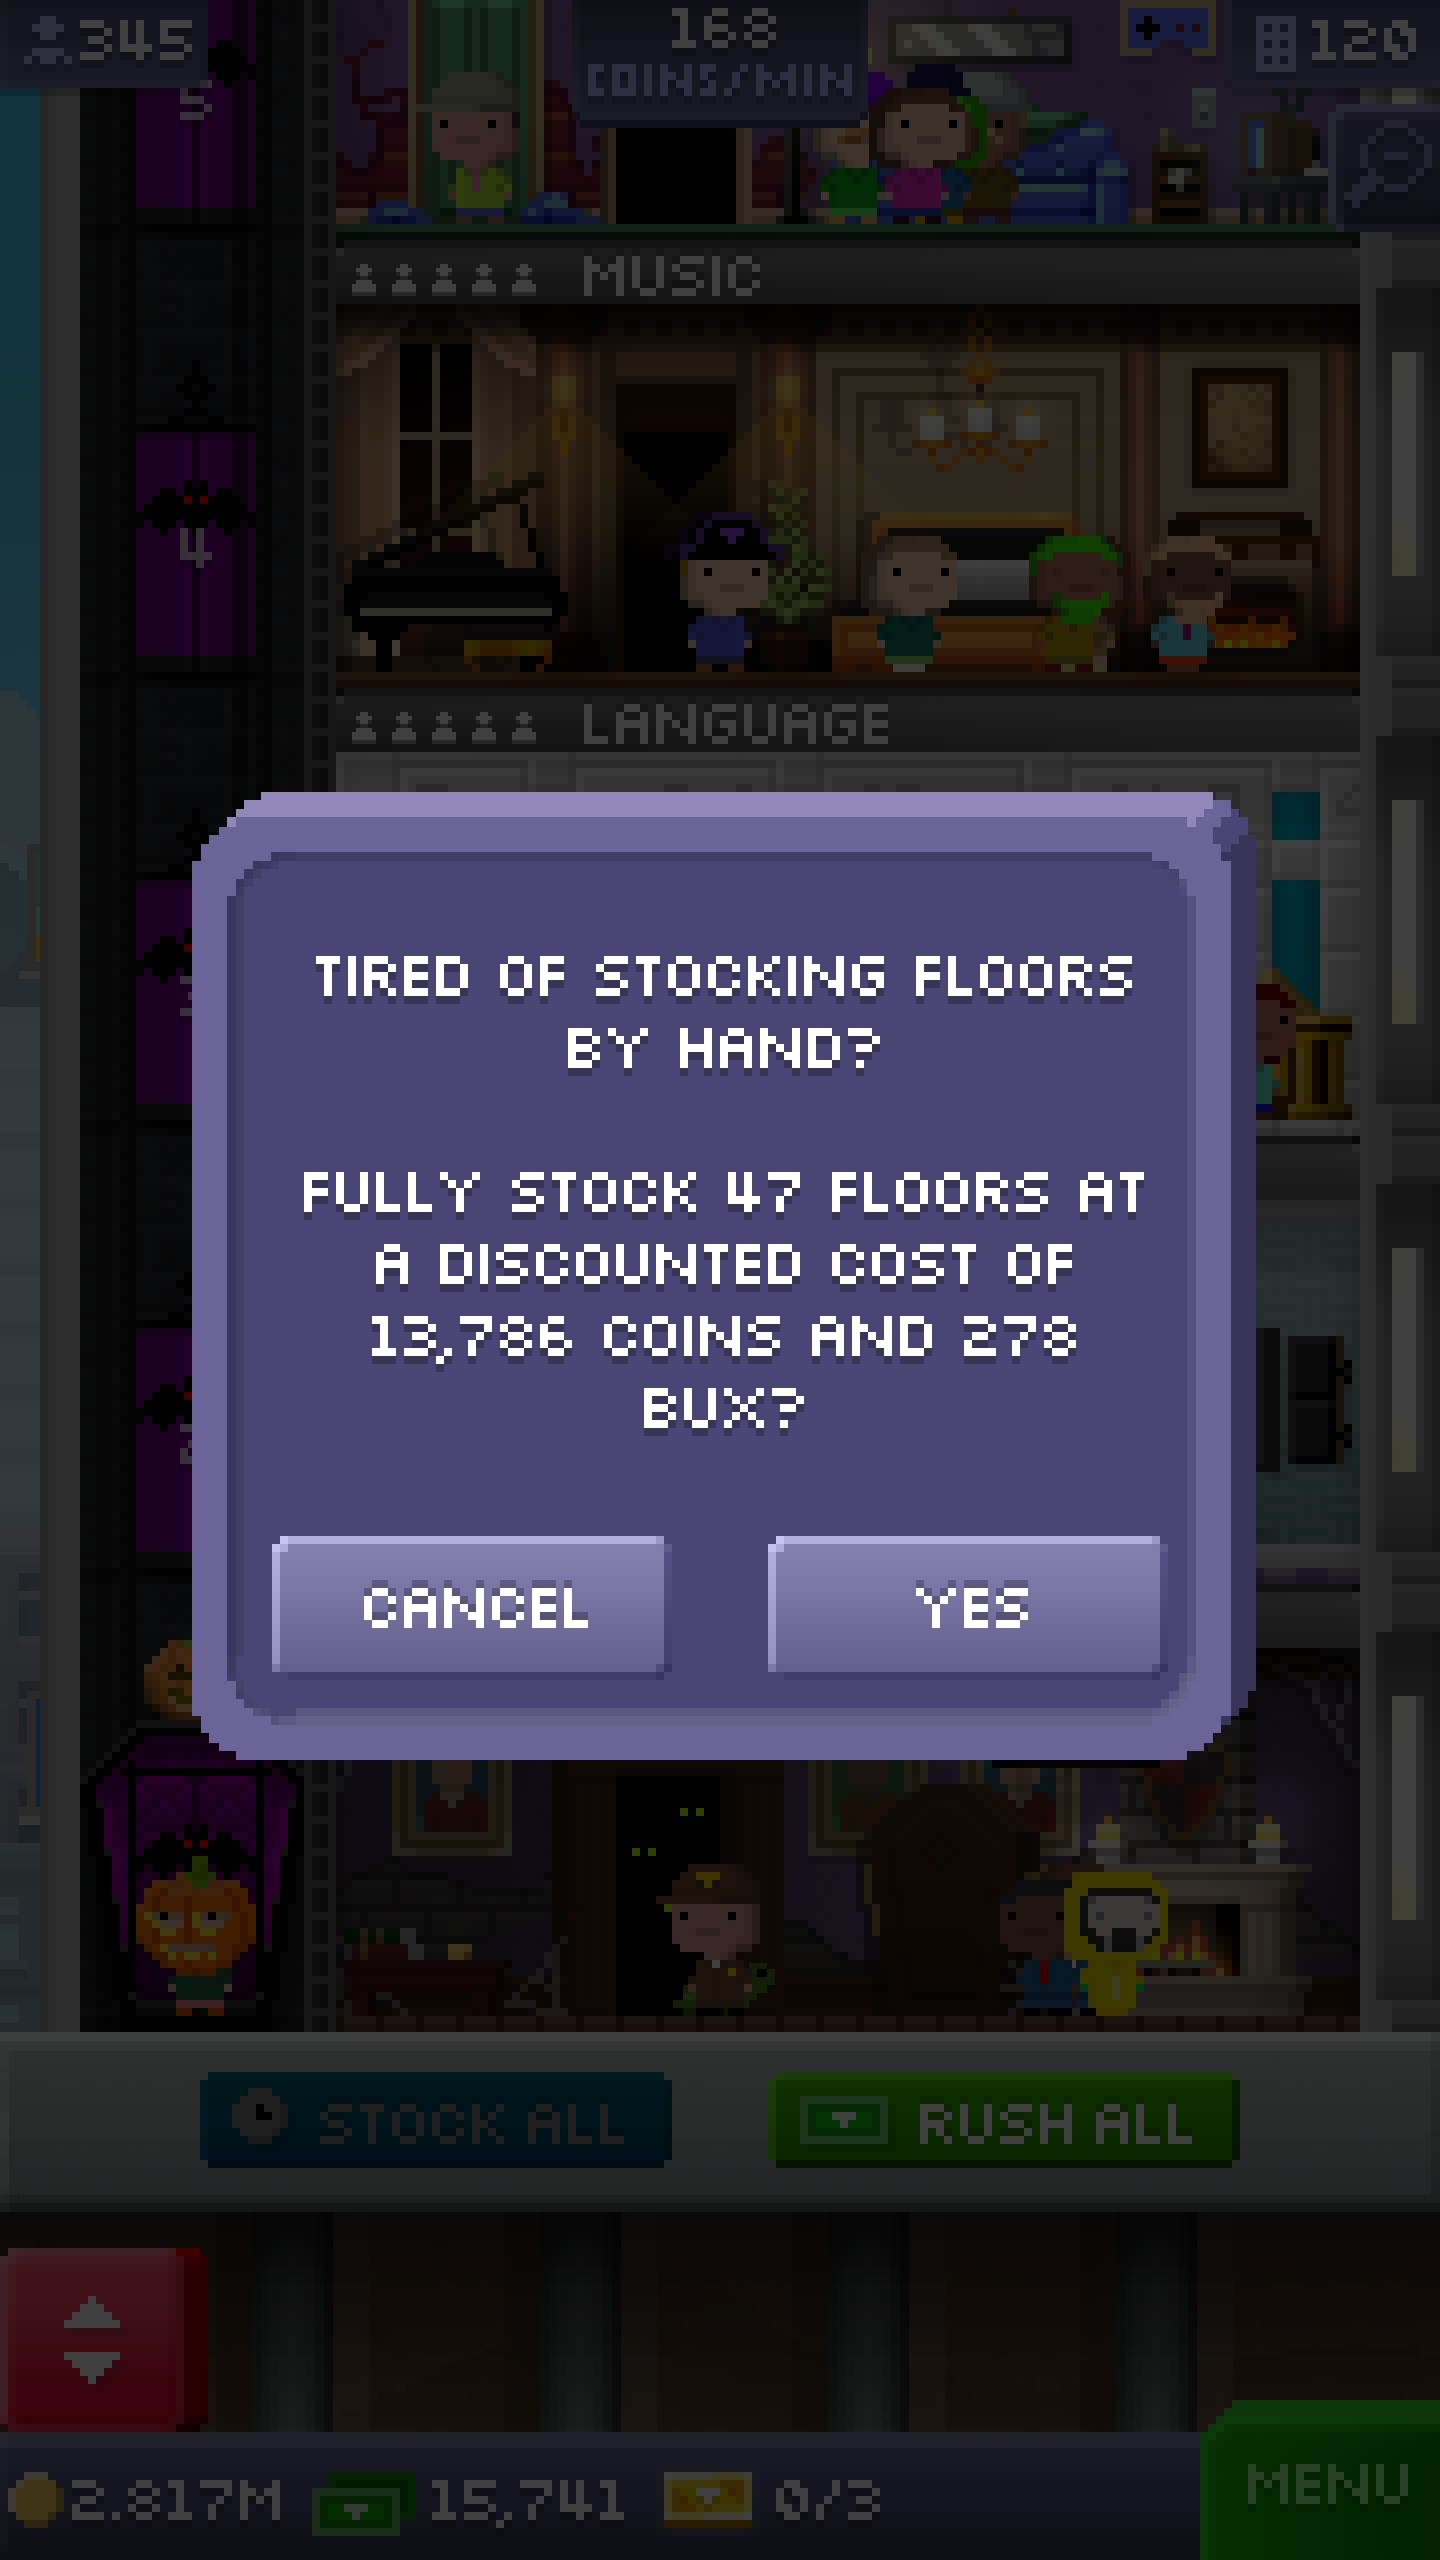 345
168
COINS/MIN
120
5
MUSIC
4
LANGUAGE
TIRED OF STOCKING FLOORS
BY HAND?
FULLY STOCK 47 FLOORS AT
A DISCOUNTED COST OF
13,786 COINS AND 278
BUX?
CANCEL
YES
STOCK ALL
RUSH ALL
2.817M
15,741
0/3
MENU